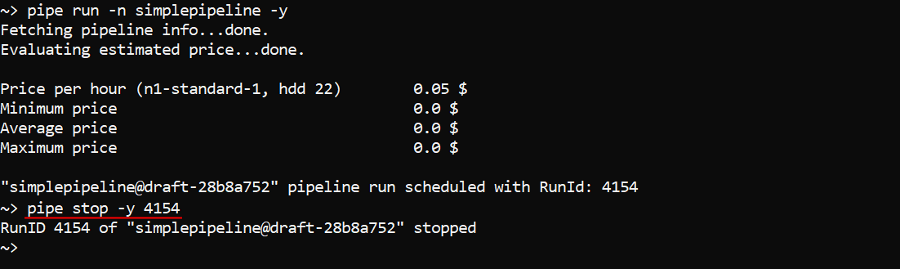 ~> pipe run -n simplepipeline -y
Fetching pipeline info...done.
Evaluating estimated price...done.
Price per hour (n1-standard-1, hdd 22)        0.05 $
Minimum price                                 0.0 $
Average price                                 0.0 $
Maximum price                                 0.0 $
"simplepipeline@draft-28b8a752" pipeline run scheduled with RunId: 4154
~> pipe stop -y 4154
RunID 4154 of "simplepipeline@draft-28b8a752" stopped
~>